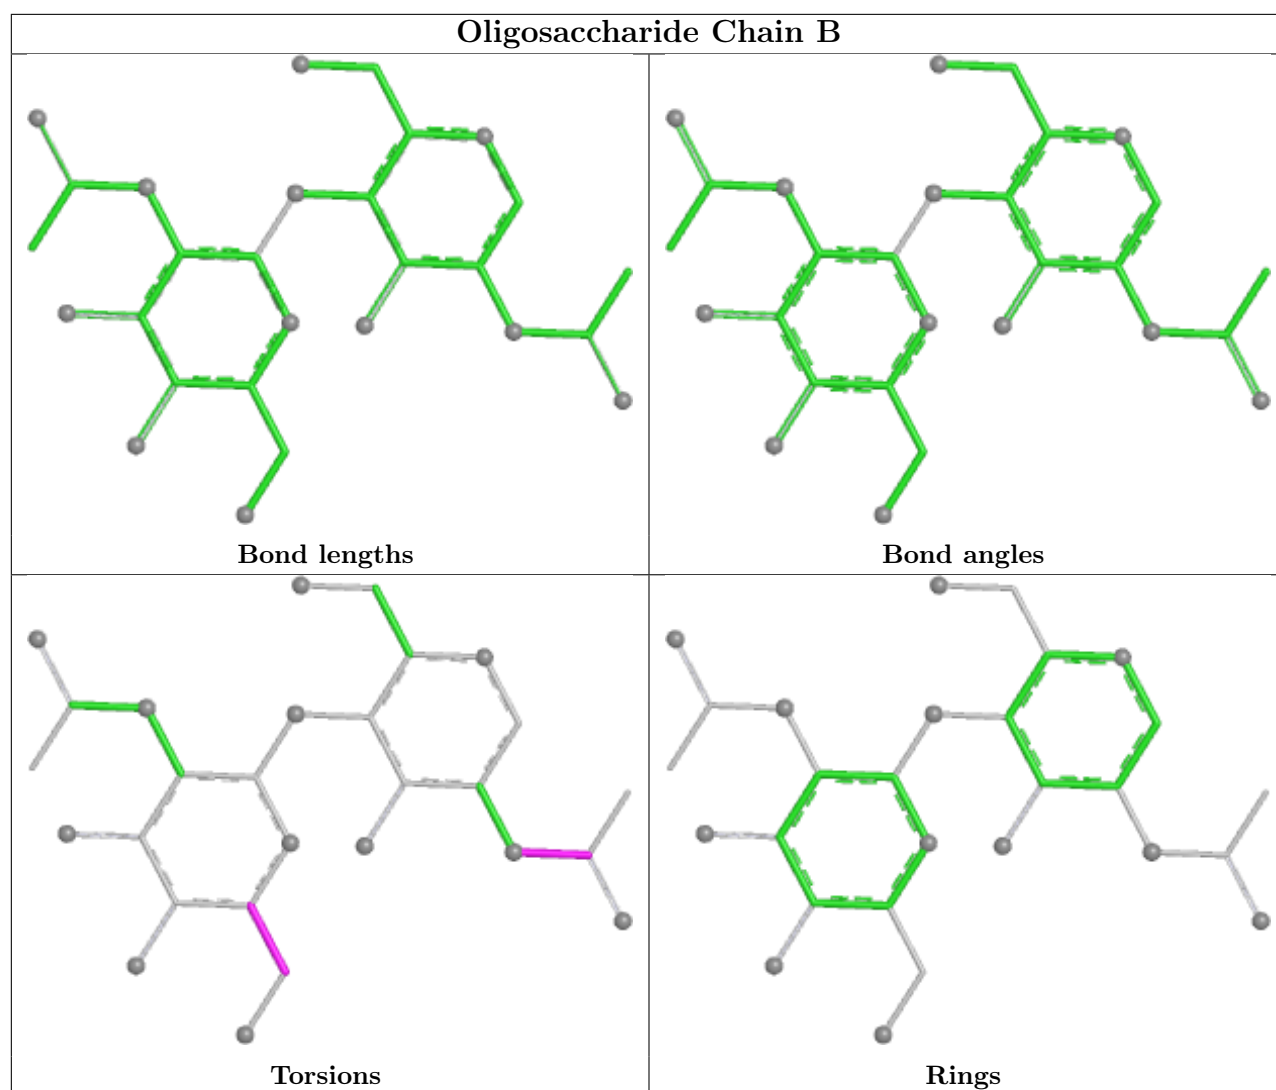 Oligosaccharide Chain B
Bond lengths
Bond angles
Torsions
Rings